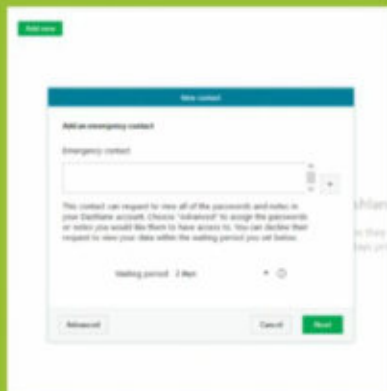 Add new
New contact
Add an emergency contact
Emergency contact
This contact can request to view all of the passwords and notes in
your Dashlane account. Choose "Advanced" to assign the passwords
or notes you would like them to have access to. You can decline their
request to view your data within the waiting period you set below.
Waiting period 2 days
Advanced
Cancel
Next